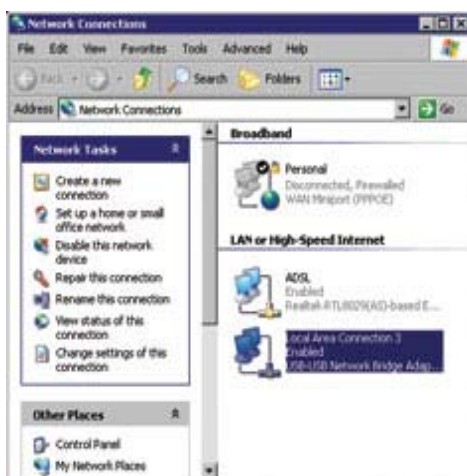 Network Connections
File Edit View Favorites Tools Advanced Help
Back Search Folders
Address Network Connections Go
Network Tasks
Create a new
connection
Set up a home or small
office network
Disable this network
device
Repair this connection
Rename this connection
View status of this
connection
Change settings of this
connection
Other Places
Control Panel
My Network Places
Broadband
Personal
Disconnected, Firewalled
WAN Miniport (PPPOE)
LAN or High-Speed Internet
ADSL
Enabled
Realtek RTL8029(AS)-based E...
Local Area Connection 3
Enabled
USB-USB Network Bridge Adap...